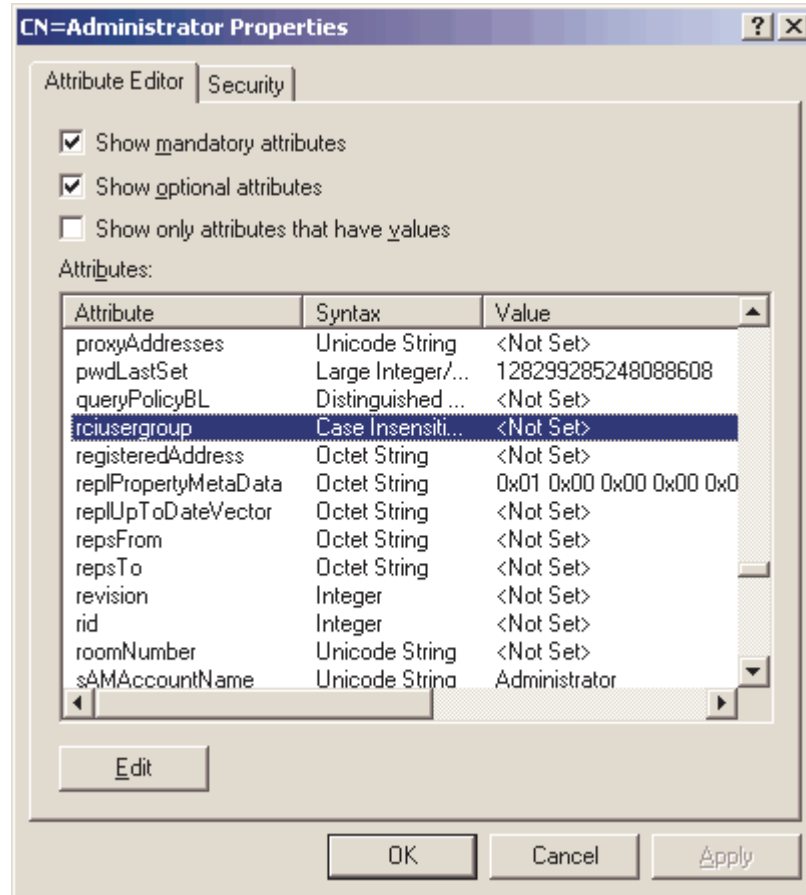 CN=Administrator Properties
Attribute Editor Security
Show mandatory attributes
Show optional attributes
Show only attributes that have values
Attributes:
Attribute Syntax Value
proxyAddresses Unicode String <Not Set>
pwdLastSet Large Integer/... 128299285248088608
queryPolicyBL Distinguished ... <Not Set>
rciusergroup Case Insensiti... <Not Set>
registeredAddress Octet String <Not Set>
replPropertyMetaData Octet String 0x01 0x00 0x00 0x00 0x0
replUpToDateVector Octet String <Not Set>
repsFrom Octet String <Not Set>
repsTo Octet String <Not Set>
revision Integer <Not Set>
rid Integer <Not Set>
roomNumber Unicode String <Not Set>
sAMAccountName Unicode String Administrator
Edit
OK Cancel Apply